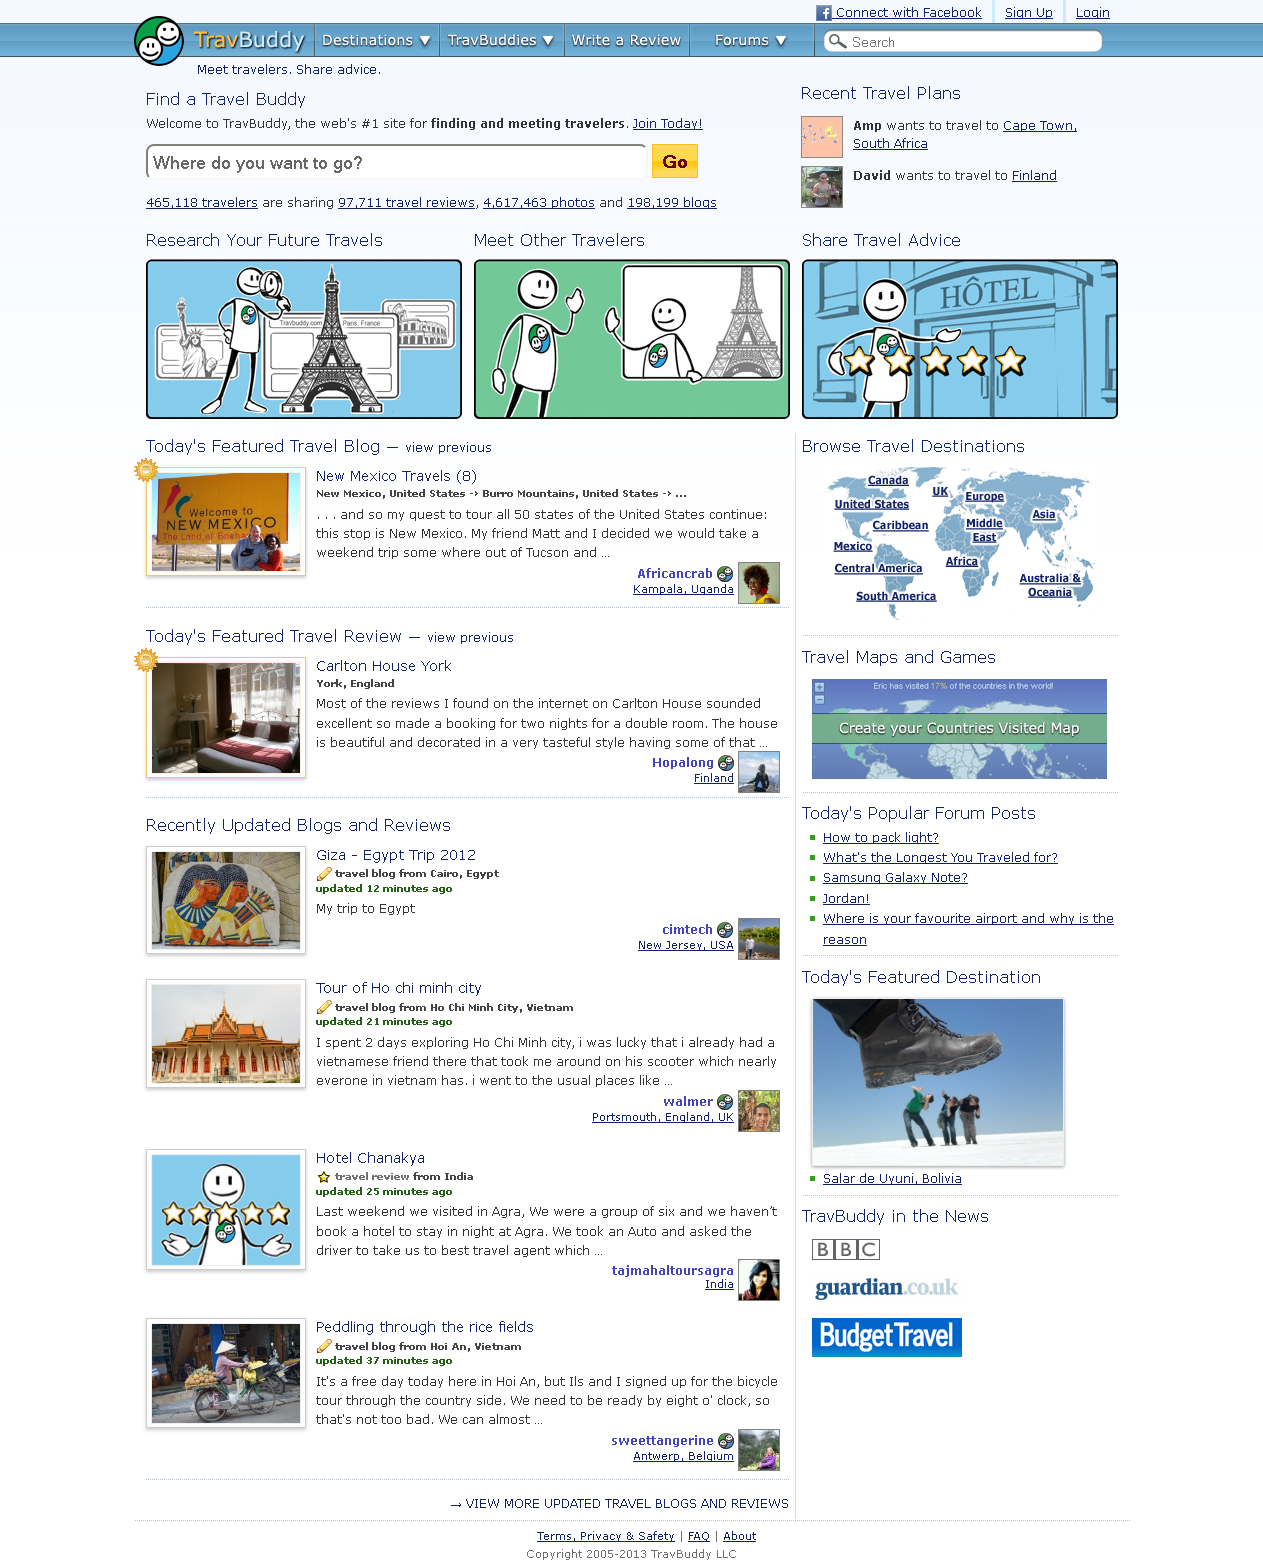 Connect with Facebook
Sign Up
Login
TravBuddy
Destinations ▼
TravBuddies ▼
Write a Review
Forums ▼
Search
Meet travelers. Share advice.
Find a Travel Buddy
Welcome to TravBuddy, the web's #1 site for finding and meeting travelers. Join Today!
Where do you want to go?
Go
465,118 travelers are sharing 97,711 travel reviews, 4,617,463 photos and 198,199 blogs
Recent Travel Plans
Amp wants to travel to Cape Town,
South Africa
David wants to travel to Finland
Research Your Future Travels
Travbuddy.com
Paris, France
Meet Other Travelers
Share Travel Advice
HÔTEL
Today's Featured Travel Blog — view previous
Welcome to
NEW MEXICO
The Land of Enchan
New Mexico Travels (8)
New Mexico, United States -> Burro Mountains, United States -> ...
. . . and so my quest to tour all 50 states of the United States continue:
this stop is New Mexico. My friend Matt and I decided we would take a
weekend trip some where out of Tucson and ...
Africancrab
Kampala, Uganda
Today's Featured Travel Review — view previous
Carlton House York
York, England
Most of the reviews I found on the internet on Carlton House sounded
excellent so made a booking for two nights for a double room. The house
is beautiful and decorated in a very tasteful style having some of that ...
Hopalong
Finland
Recently Updated Blogs and Reviews
Giza - Egypt Trip 2012
travel blog from Cairo, Egypt
updated 12 minutes ago
My trip to Egypt
cimtech
New Jersey, USA
Tour of Ho chi minh city
travel blog from Ho Chi Minh City, Vietnam
updated 21 minutes ago
I spent 2 days exploring Ho Chi Minh city, i was lucky that i already had a
vietnamese friend there that took me around on his scooter which nearly
everone in vietnam has. i went to the usual places like ...
walmer
Portsmouth, England, UK
Hotel Chanakya
travel review from India
updated 25 minutes ago
Last weekend we visited in Agra, We were a group of six and we haven't
book a hotel to stay in night at Agra. We took an Auto and asked the
driver to take us to best travel agent which ...
tajmahaltoursagra
India
Peddling through the rice fields
travel blog from Hoi An, Vietnam
updated 37 minutes ago
It's a free day today here in Hoi An, but Ils and I signed up for the bicycle
tour through the country side. We need to be ready by eight o' clock, so
that's not too bad. We can almost ...
sweettangerine
Antwerp, Belgium
→ VIEW MORE UPDATED TRAVEL BLOGS AND REVIEWS
Browse Travel Destinations
Canada
UK
Europe
United States
Asia
Caribbean
Middle
East
Mexico
Africa
Central America
Australia &
Oceania
South America
Travel Maps and Games
Eric has visited 17% of the countries in the world!
Create your Countries Visited Map
Today's Popular Forum Posts
How to pack light?
What's the Longest You Traveled for?
Samsung Galaxy Note?
Jordan!
Where is your favourite airport and why is the
reason
Today's Featured Destination
Salar de Uyuni, Bolivia
TravBuddy in the News
BBC
guardian.co.uk
Budget Travel
Terms, Privacy & Safety | FAQ | About
Copyright 2005-2013 TravBuddy LLC